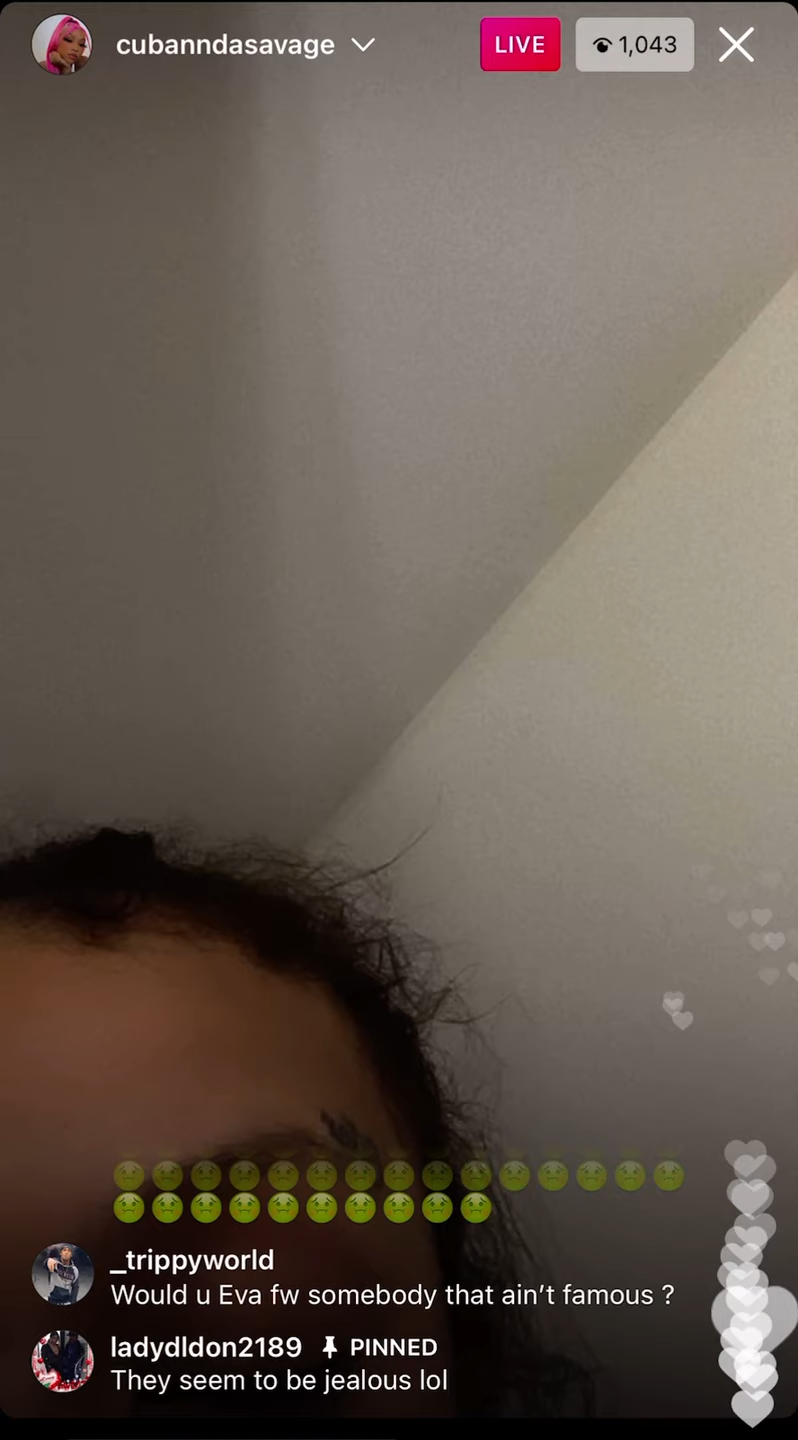 cubanndasavage
LIVE
1,043
🤢🤢🤢🤢🤢🤢🤢🤢🤢🤢🤢🤢🤢🤢🤢
🤢🤢🤢🤢🤢🤢🤢🤢🤢🤢
_trippyworld
Would u Eva fw somebody that ain’t famous ?
ladydldon2189 PINNED
They seem to be jealous lol